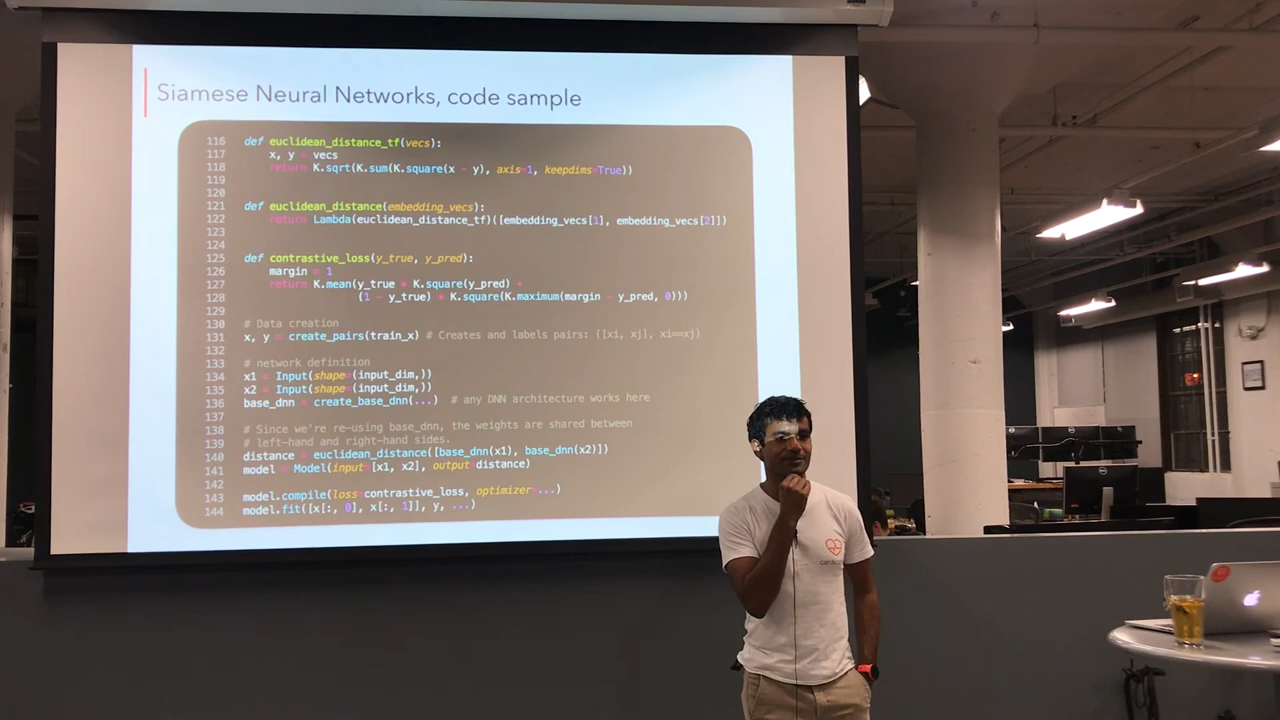 Siamese Neural Networks, code sample
116 def euclidean_distance_tf(vecs):
117 x, y = vecs
118 return K.sqrt(K.sum(K.square(x - y), axis=1, keepdims=True))
119
120
121 def euclidean_distance(embedding_vecs):
122 return Lambda(euclidean_distance_tf)([embedding_vecs[1], embedding_vecs[2]])
123
124
125 def contrastive_loss(y_true, y_pred):
126 margin = 1
127 return K.mean(y_true * K.square(y_pred) +
128 (1 - y_true) * K.square(K.maximum(margin - y_pred, 0)))
129
130 # Data creation
131 x, y = create_pairs(train_x) # Creates and labels pairs: ([xi, xj], xi==xj)
132
133 # network definition
134 x1 = Input(shape=(input_dim,))
135 x2 = Input(shape=(input_dim,))
136 base_dnn = create_base_dnn(...) # any DNN architecture works here
137
138 # Since we're re-using base_dnn, the weights are shared between
139 # left-hand and right-hand sides.
140 distance = euclidean_distance([base_dnn(x1), base_dnn(x2)])
141 model = Model(input=[x1, x2], output=distance)
142
143 model.compile(loss=contrastive_loss, optimizer=...)
144 model.fit([x[:, 0], x[:, 1]], y, ...)